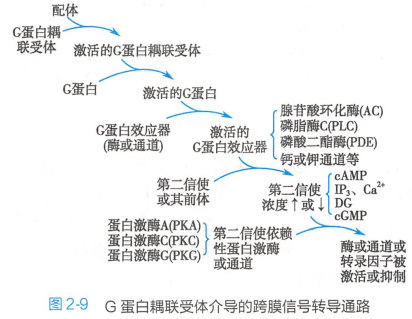 配体
G蛋白耦
联受体
激活的G蛋白耦联受体
G蛋白
激活的G蛋白
G蛋白效应器
(酶或通道)
激活的
G蛋白效应器
腺苷酸环化酶(AC)
磷脂酶C(PLC)
磷酸二酯酶(PDE)
钙或钾通道等
第二信使
或其前体
第二信使
浓度↑或↓
cAMP
IP₃、Ca²⁺
DG
cGMP
蛋白激酶A(PKA)
蛋白激酶C(PKC)
蛋白激酶G(PKG)
第二信使依赖
性蛋白激酶
或通道
酶或通道或
转录因子被
激活或抑制
图2-9 G蛋白耦联受体介导的跨膜信号转导通路